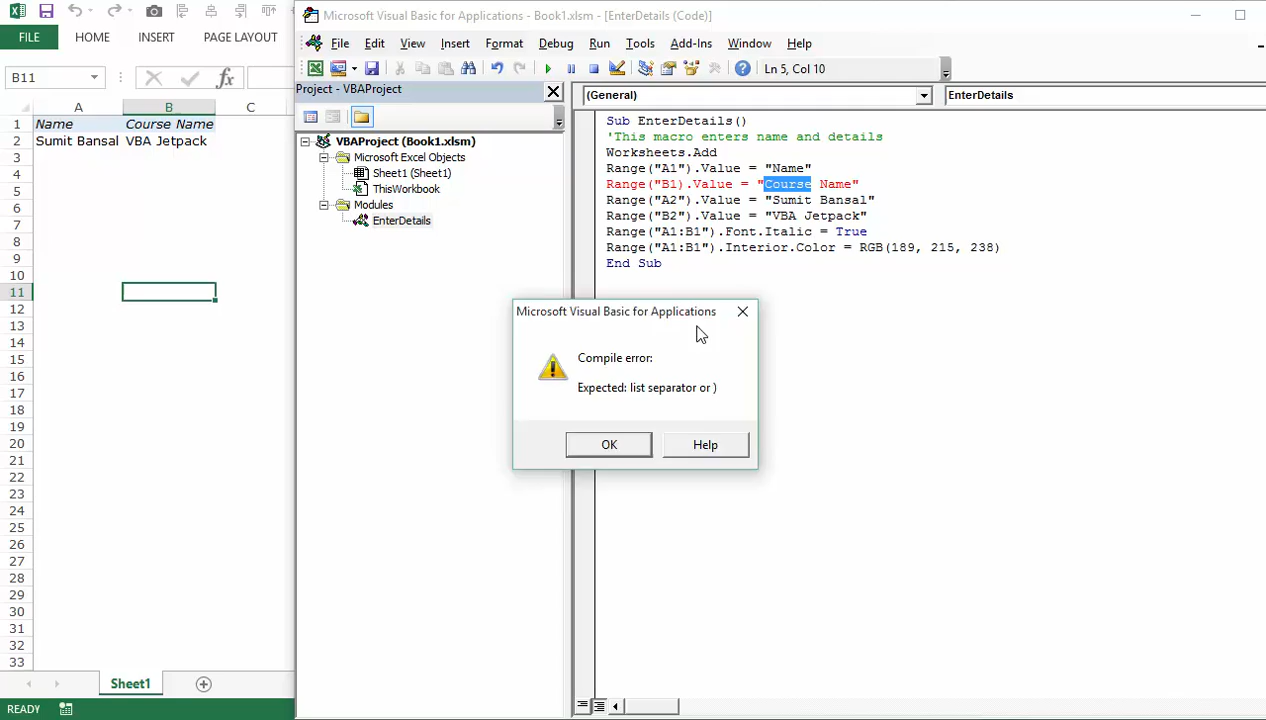 Microsoft Visual Basic for Applications - Book1.xlsm - [EnterDetails (Code)]
FILE HOME INSERT PAGE LAYOUT
File Edit View Insert Format Debug Run Tools Add-Ins Window Help
B11
fx
Ln 5, Col 10
Project - VBAProject
(General)
EnterDetails
A B C
1 Name Course Name
2 Sumit Bansal VBA Jetpack
3
4
5
6
7
8
9
10
11
12
13
14
15
16
17
18
19
20
21
22
23
24
25
26
27
28
29
30
31
32
33
VBAProject (Book1.xlsm)
Microsoft Excel Objects
Sheet1 (Sheet1)
ThisWorkbook
Modules
EnterDetails
Sub EnterDetails()
'This macro enters name and details
Worksheets.Add
Range("A1").Value = "Name"
Range("B1).Value = "Course Name"
Range("A2").Value = "Sumit Bansal"
Range("B2").Value = "VBA Jetpack"
Range("A1:B1").Font.Italic = True
Range("A1:B1").Interior.Color = RGB(189, 215, 238)
End Sub
Microsoft Visual Basic for Applications
Compile error:
Expected: list separator or )
OK Help
Sheet1
READY